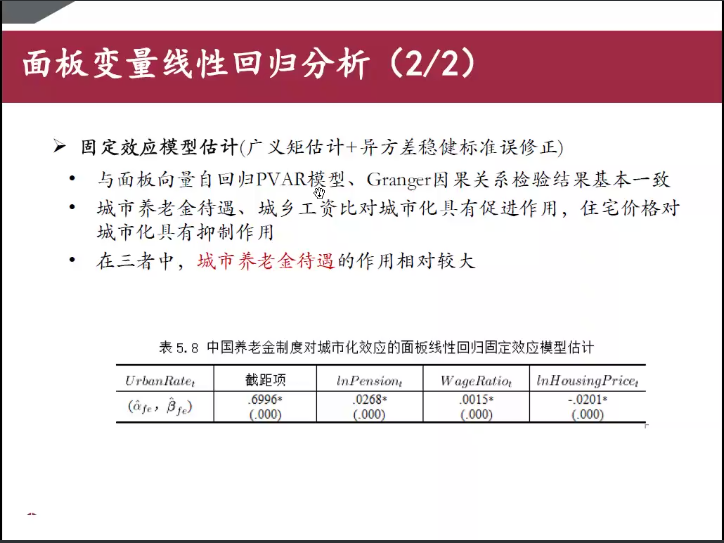 面板变量线性回归分析（2/2）
➢ 固定效应模型估计(广义矩估计+异方差稳健标准误修正)
• 与面板向量自回归PVAR模型、Granger因果关系检验结果基本一致
• 城市养老金待遇、城乡工资比对城市化具有促进作用，住宅价格对
城市化具有抑制作用
• 在三者中，城市养老金待遇的作用相对较大
表5.8 中国养老金制度对城市化效应的面板线性回归固定效应模型估计
UrbanRateₜ 截距项 lnPensionₜ WageRatioₜ lnHousingPriceₜ
(α̂fe, β̂fe) .6996* .0268* .0015* -.0201*
(.000) (.000) (.000) (.000)